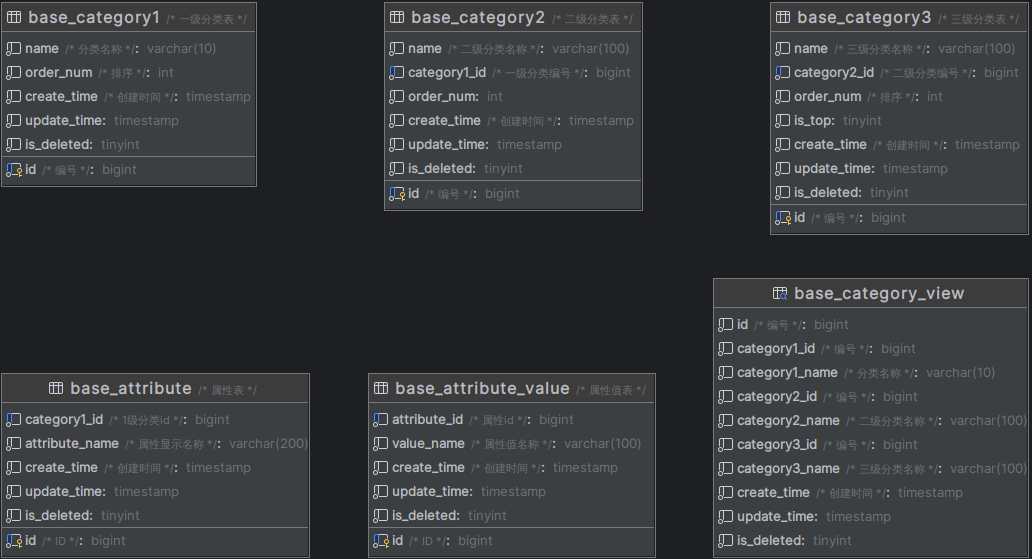 base_category1 /* 一级分类表 */
name /* 分类名称 */: varchar(10)
order_num /* 排序 */: int
create_time /* 创建时间 */: timestamp
update_time: timestamp
is_deleted: tinyint
id /* 编号 */: bigint
base_category2 /* 二级分类表 */
name /* 二级分类名称 */: varchar(100)
category1_id /* 一级分类编号 */: bigint
order_num: int
create_time /* 创建时间 */: timestamp
update_time: timestamp
is_deleted: tinyint
id /* 编号 */: bigint
base_category3 /* 三级分类表 */
name /* 三级分类名称 */: varchar(100)
category2_id /* 二级分类编号 */: bigint
order_num /* 排序 */: int
is_top: tinyint
create_time /* 创建时间 */: timestamp
update_time: timestamp
is_deleted: tinyint
id /* 编号 */: bigint
base_attribute /* 属性表 */
category1_id /* 1级分类id */: bigint
attribute_name /* 属性显示名称 */: varchar(200)
create_time /* 创建时间 */: timestamp
update_time: timestamp
is_deleted: tinyint
id /* ID */: bigint
base_attribute_value /* 属性值表 */
attribute_id /* 属性id */: bigint
value_name /* 属性值名称 */: varchar(100)
create_time /* 创建时间 */: timestamp
update_time: timestamp
is_deleted: tinyint
id /* ID */: bigint
base_category_view
id /* 编号 */: bigint
category1_id /* 编号 */: bigint
category1_name /* 分类名称 */: varchar(10)
category2_id /* 编号 */: bigint
category2_name /* 二级分类名称 */: varchar(100)
category3_id /* 编号 */: bigint
category3_name /* 三级分类名称 */: varchar(100)
create_time /* 创建时间 */: timestamp
update_time: timestamp
is_deleted: tinyint